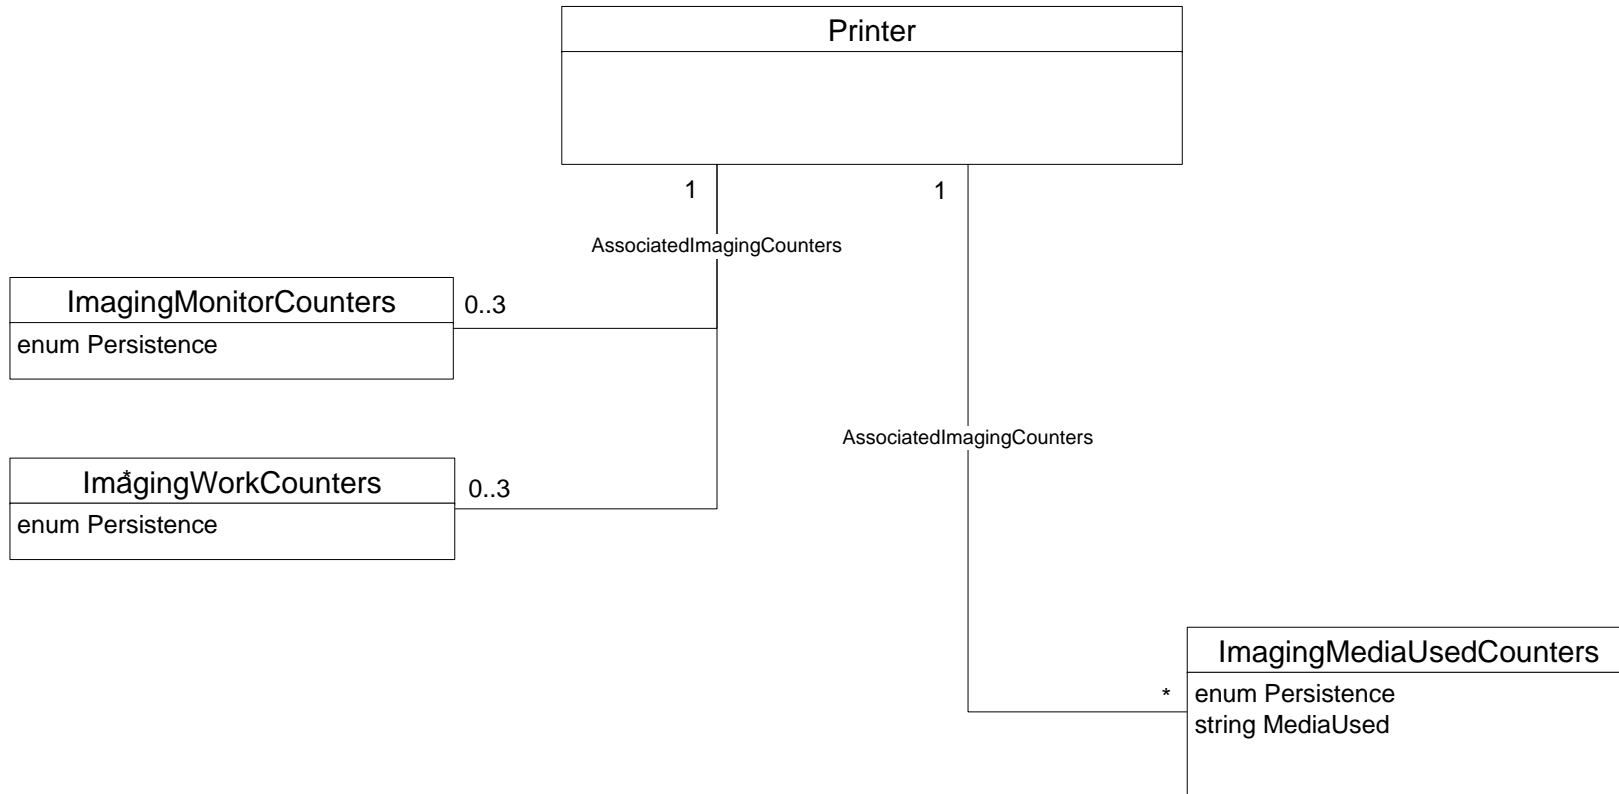 Printer
1
1
AssociatedImagingCounters
ImagingMonitorCounters
0..3
enum Persistence
AssociatedImagingCounters
*
ImagingWorkCounters
0..3
enum Persistence
ImagingMediaUsedCounters
*
enum Persistence
string MediaUsed